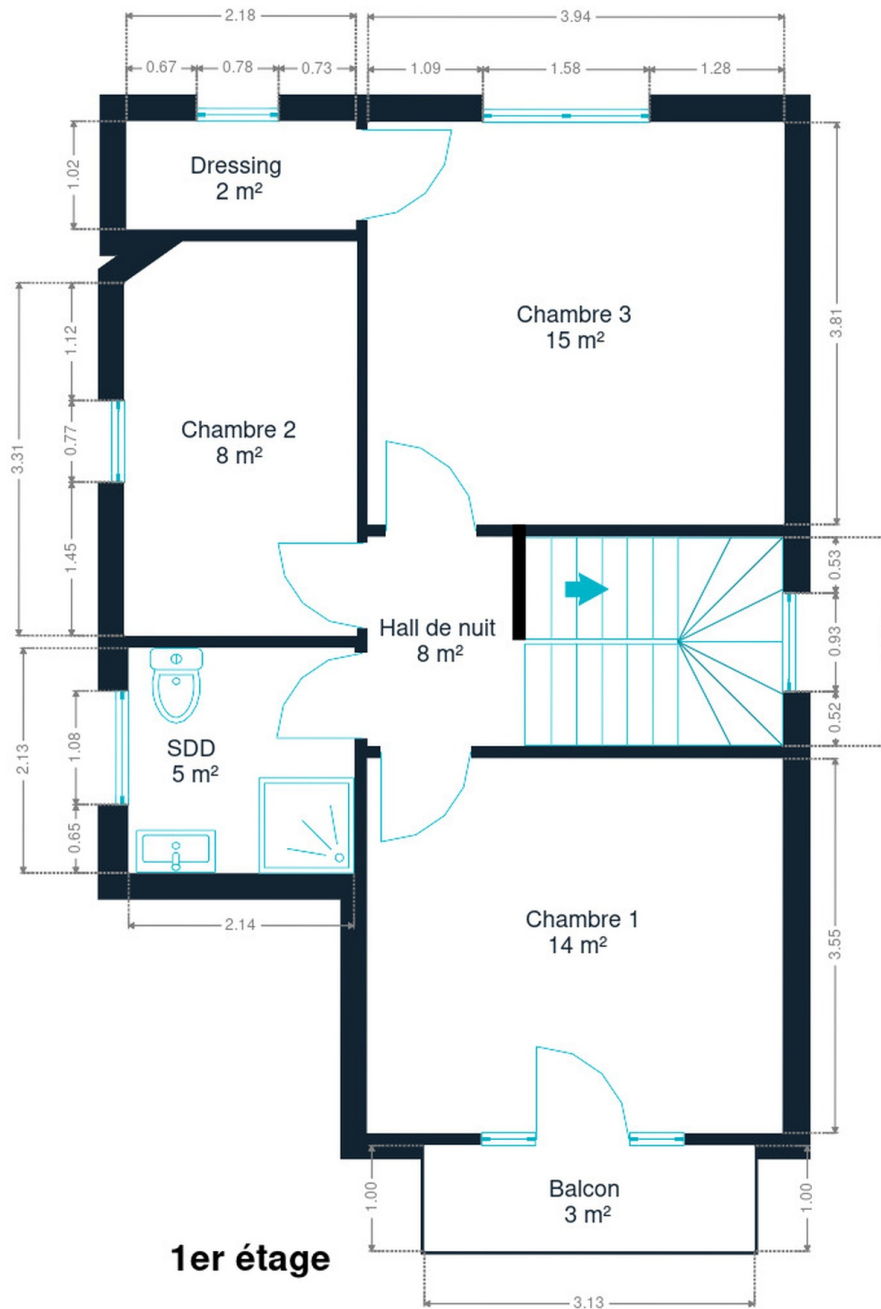 2.18
3.94
0.67
0.78
0.73
1.09
1.58
1.28
1.02
Dressing
2 m²
3.81
Chambre 3
15 m²
3.31
1.12
0.77
1.45
Chambre 2
8 m²
Hall de nuit
8 m²
0.53
0.93
0.52
2.13
1.08
0.65
SDD
5 m²
2.14
Chambre 1
14 m²
3.55
1.00
Balcon
3 m²
1.00
1er étage
3.13